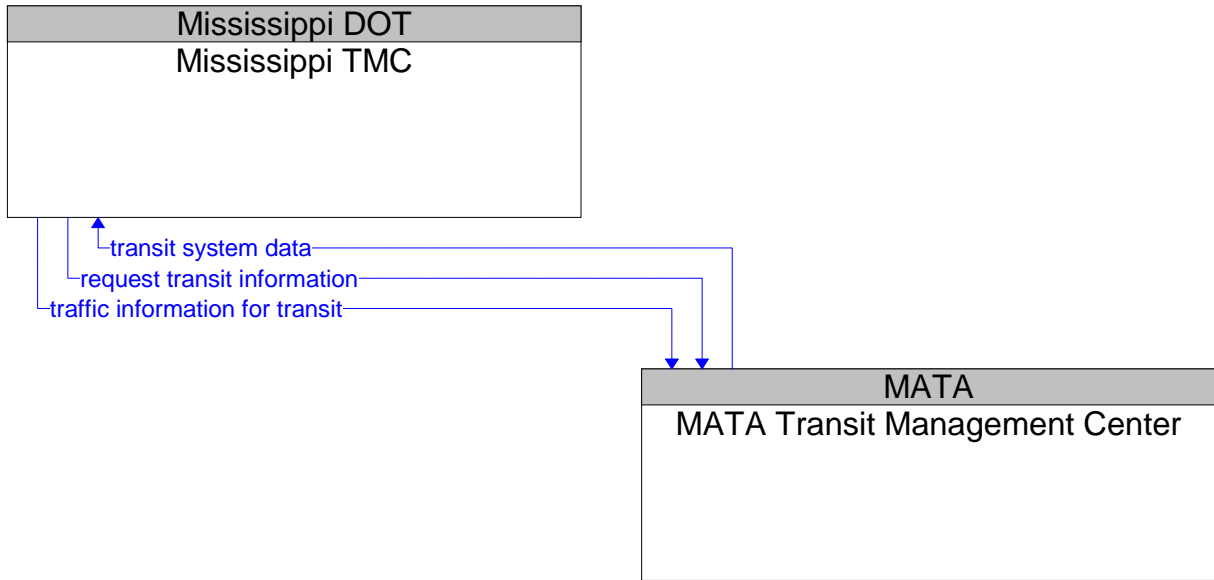 Mississippi DOT
Mississippi TMC
transit system data
request transit information
traffic information for transit
MATA
MATA Transit Management Center